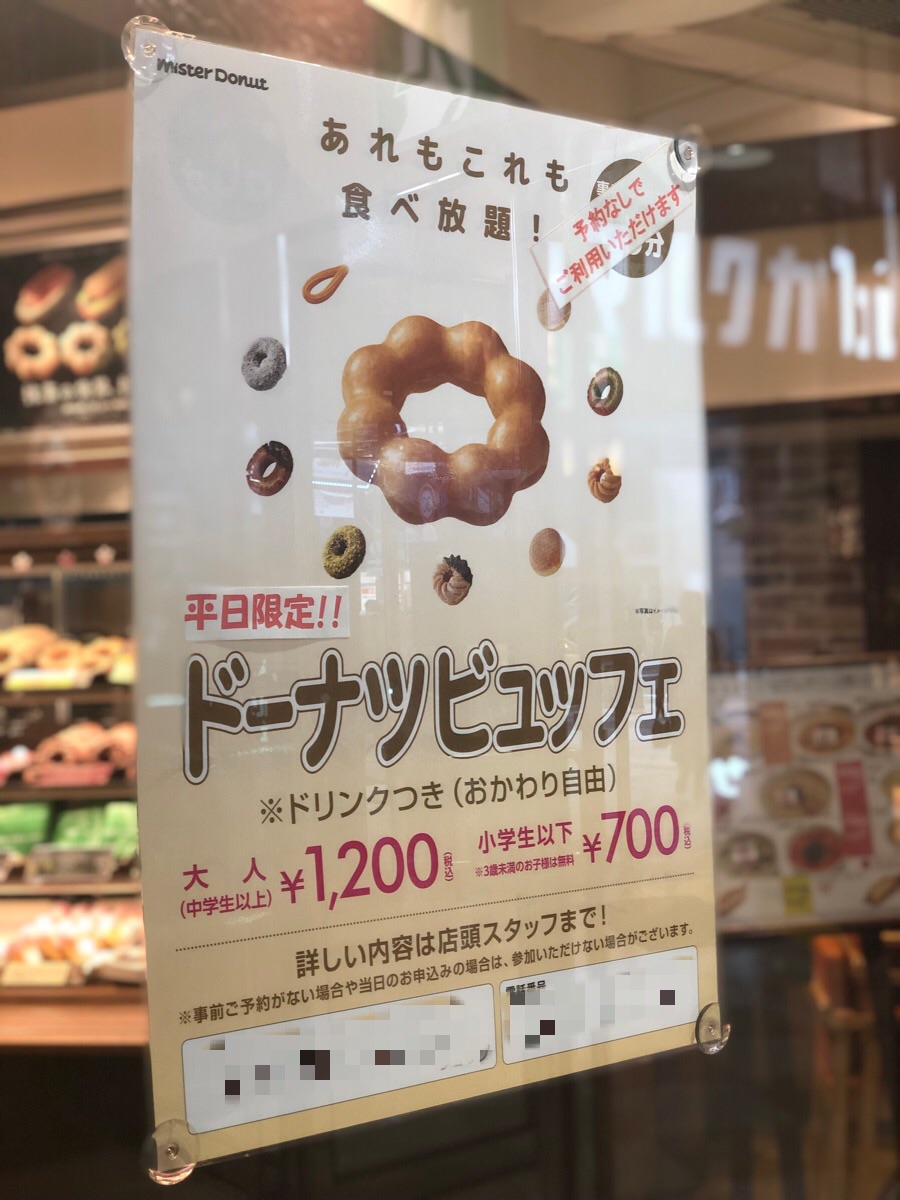 mister Donut
あれもこれも
食べ放題!
予約なしで
ご利用いただけます
平日限定!!
ドーナツビュッフェ
※ドリンクつき(おかわり自由)
大人
(中学生以上)
¥1,200
(税込)
小学生以下
※3歳未満のお子様は無料
¥700
(税込)
詳しい内容は店頭スタッフまで!
※事前ご予約がない場合や当日のお申込みの場合は、参加いただけない場合がございます。
電話番号